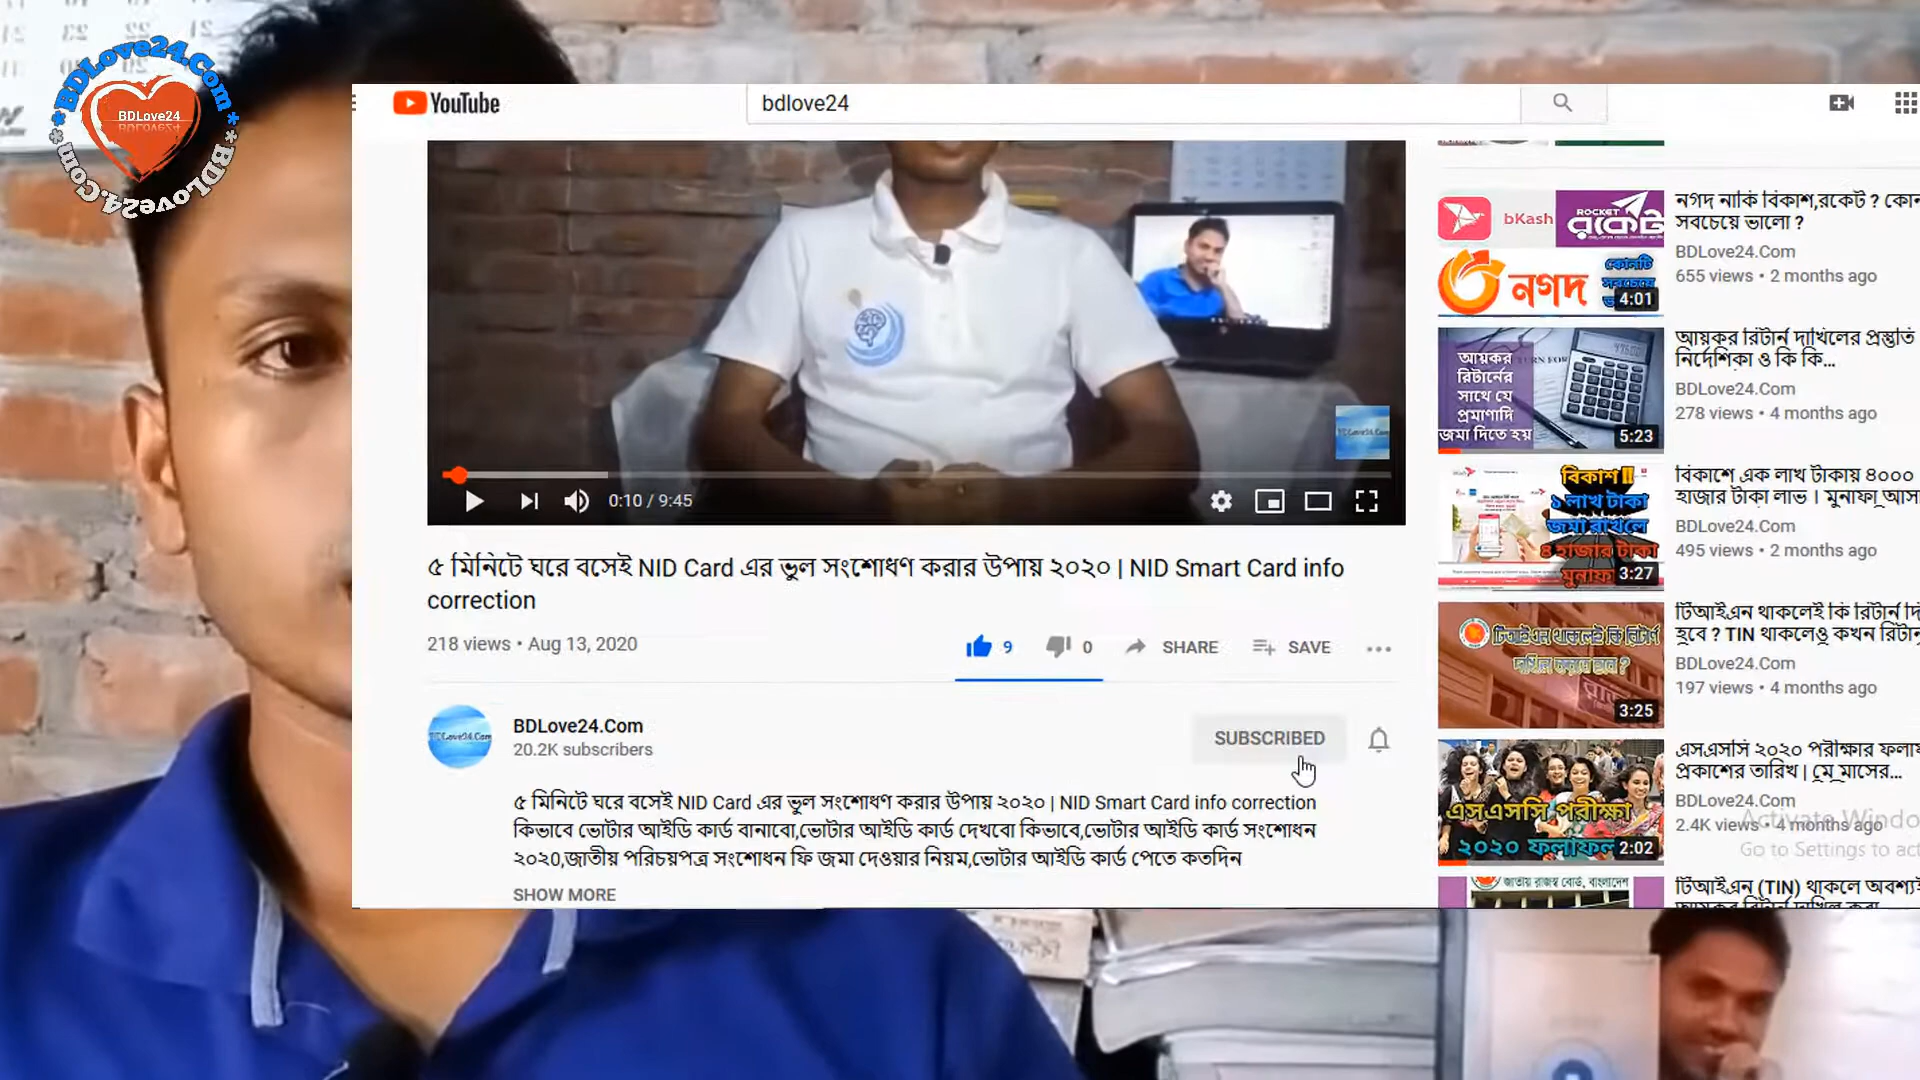 BDLove24.Com
BDLove24
YouTube
bdlove24
0:10 / 9:45
৫ মিনিটে ঘরে বসেই NID Card এর ভুল সংশোধণ করার উপায় ২০২০ | NID Smart Card info
correction
218 views • Aug 13, 2020
9
0
SHARE
SAVE
BDLove24.Com
20.2K subscribers
SUBSCRIBED
৫ মিনিটে ঘরে বসেই NID Card এর ভুল সংশোধণ করার উপায় ২০২০ | NID Smart Card info correction
কিভাবে ভোটার আইডি কার্ড বানাবো,ভোটার আইডি কার্ড দেখবো কিভাবে,ভোটার আইডি কার্ড সংশোধন
২০২0,জাতীয় পরিচয়পত্র সংশোধন ফি জমা দেওয়ার নিয়ম,ভোটার আইডি কার্ড পেতে কতদিন
SHOW MORE
bKash
ROCKET
রকেট
নগদ
কোনটি
4:01
নগদ নাকি বিকাশ,রকেট ? কোন
সবচেয়ে ভালো ?
BDLove24.Com
655 views • 2 months ago
আয়কর
রিটার্নের
সাথে যে
প্রমাণাদি
জমা দিতে হয়
5:23
আয়কর রিটার্ন দাখিলের প্রস্তুতি
নির্দেশিকা ও কি কি...
BDLove24.Com
278 views • 4 months ago
বিকাশ !!
১ লাখ টাকা
জমা রাখলে
৪ হাজার টাকা
মুনাফা
3:27
বিকাশে এক লাখ টাকায় ৪০০০
হাজার টাকা লাভ । মুনাফা
BDLove24.Com
495 views • 2 months ago
টিআইএন থাকলেই কি রিটার্ন
দাখিল করতে হবে ?
3:25
টিআইএন থাকলেই কি রিটার্ন
হবে ? TIN থাকলেও কখন
BDLove24.Com
197 views • 4 months ago
এসএসসি পরীক্ষা
২০২০ ফলাফল
2:02
এসএসসি ২০২০ পরীক্ষার
প্রকাশের তারিখ | মে মাসের...
BDLove24.Com
2.4K views • 4 months ago
Activate
Go to Settings to
জাতীয় রাজস্ব বোর্ড, বাংলাদেশ
টিআইএন (TIN) থাকলে